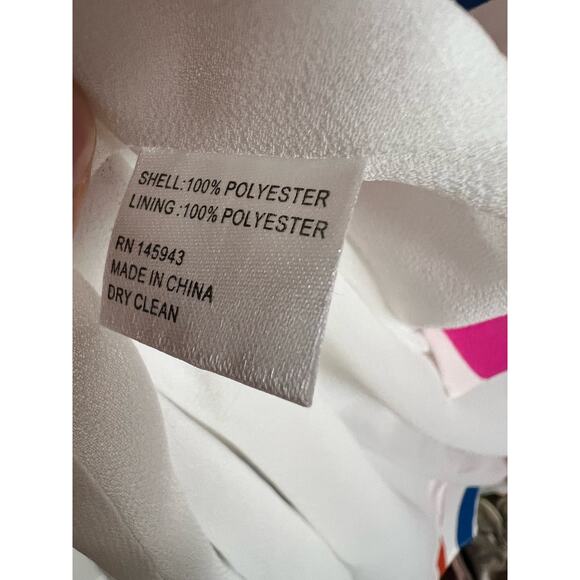 SHELL:100% POLYESTER
LINING :100% POLYESTER
RN 145943
MADE IN CHINA
DRY CLEAN